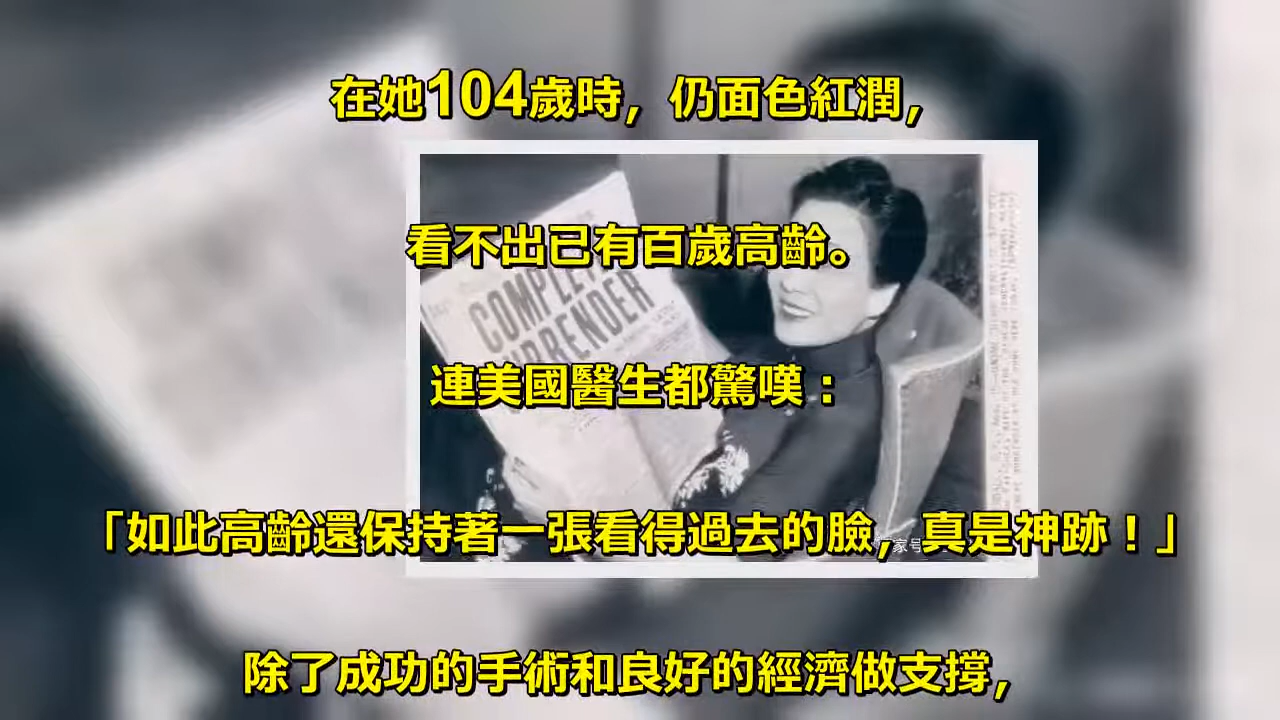 在她104歲時，仍面色紅潤，
看不出已有百歲高齡。
COMPLETE
SURRENDER
連美國醫生都驚嘆：
「如此高齡還保持著一張看得過去的臉，真是神跡！」
家号
除了成功的手術和良好的經濟做支撐，